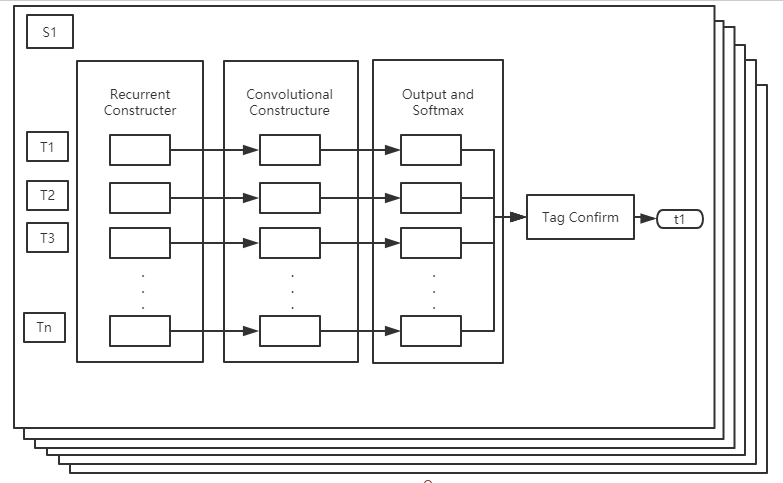 S1
Recurrent
Constructer
Convolutional
Constructure
Output and
Softmax
T1
T2
T3
Tn
Tag Confirm
t1